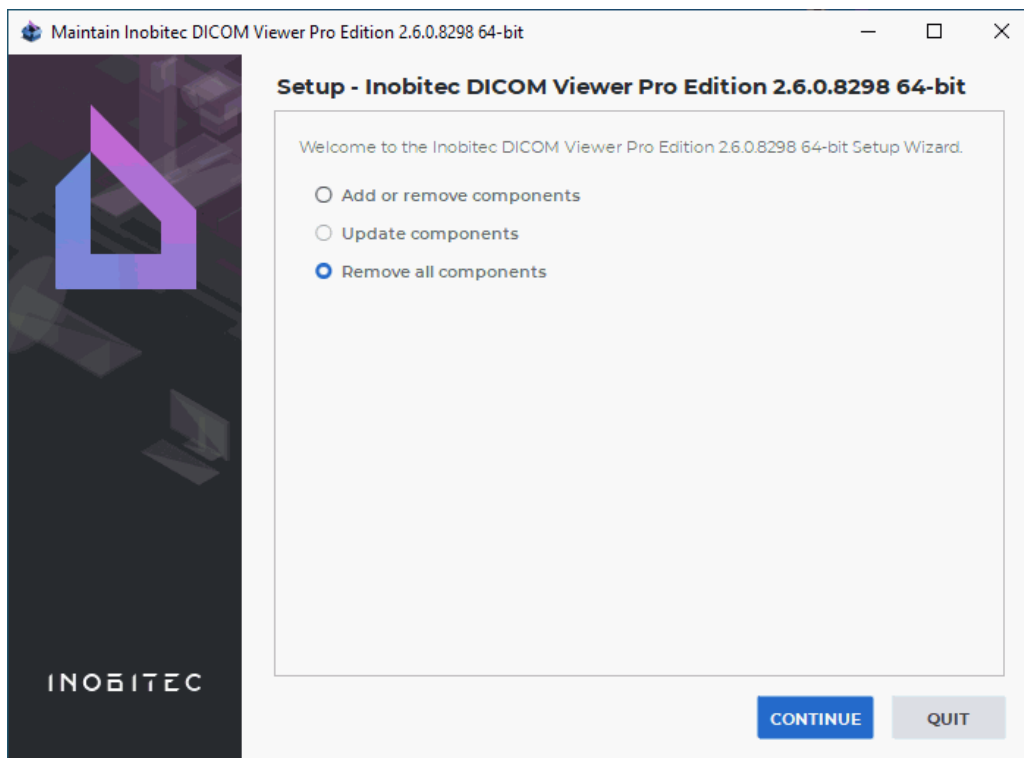 Maintain Inobitec DICOM Viewer Pro Edition 2.6.0.8298 64-bit
Setup - Inobitec DICOM Viewer Pro Edition 2.6.0.8298 64-bit
Welcome to the Inobitec DICOM Viewer Pro Edition 2.6.0.8298 64-bit Setup Wizard.
Add or remove components
Update components
Remove all components
INOBITEC
CONTINUE
QUIT